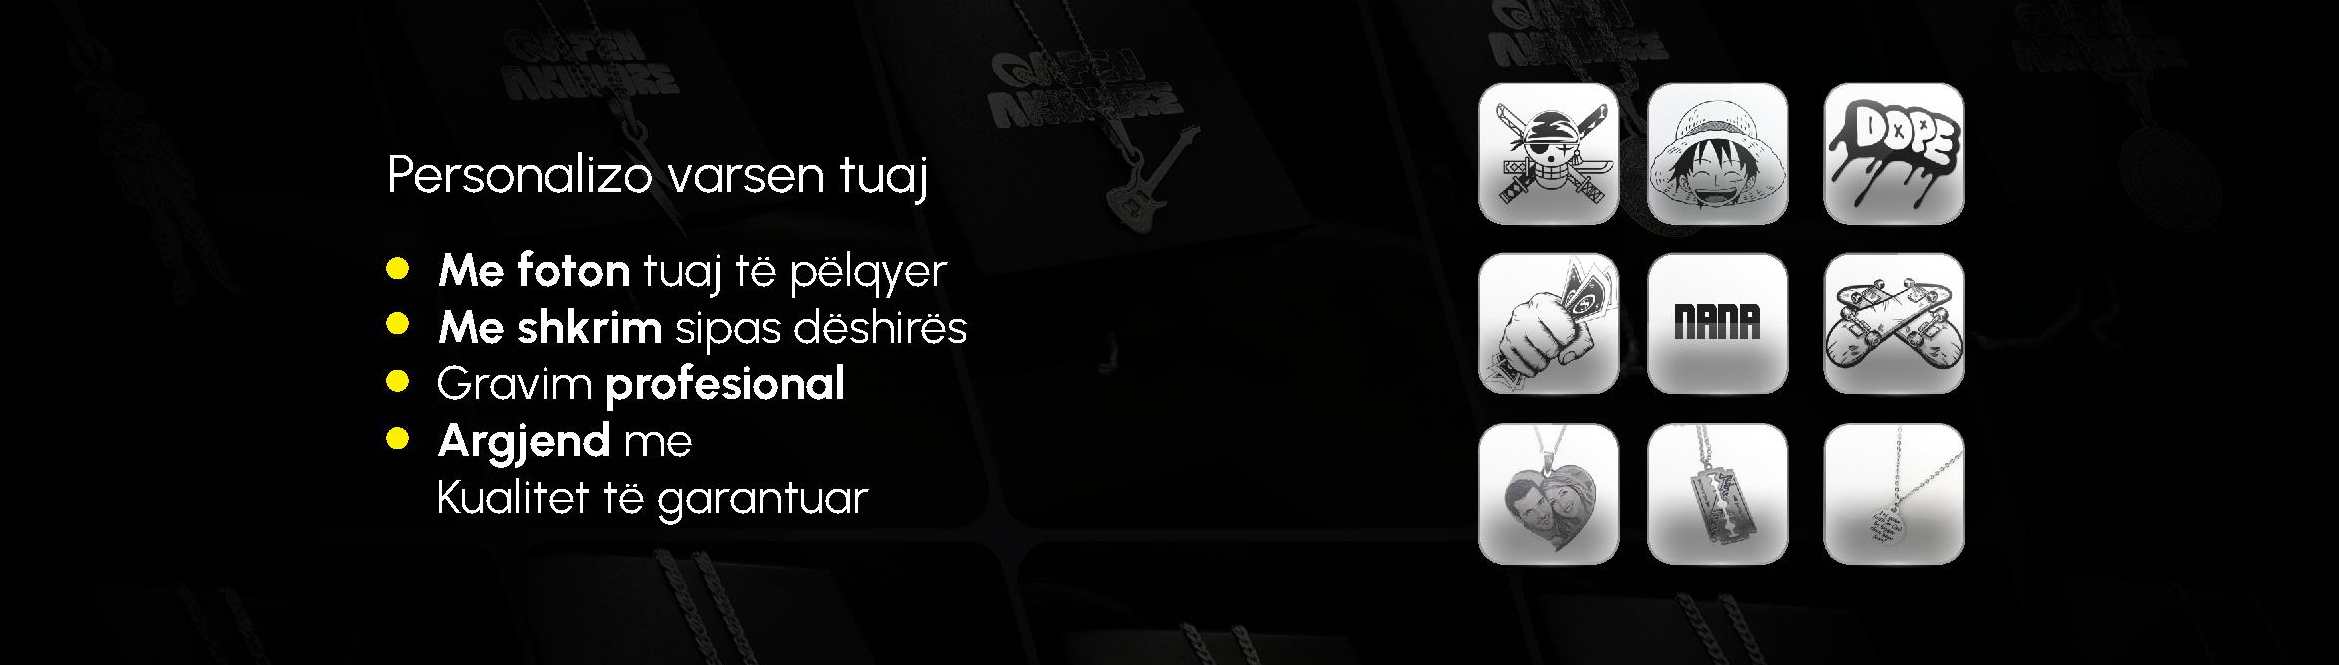 Personalizo varsen tuaj
Me foton tuaj të pëlqyer
Me shkrim sipas dëshirës
Gravim profesional
Argjend me
Kualitet të garantuar
DOPE
NANA